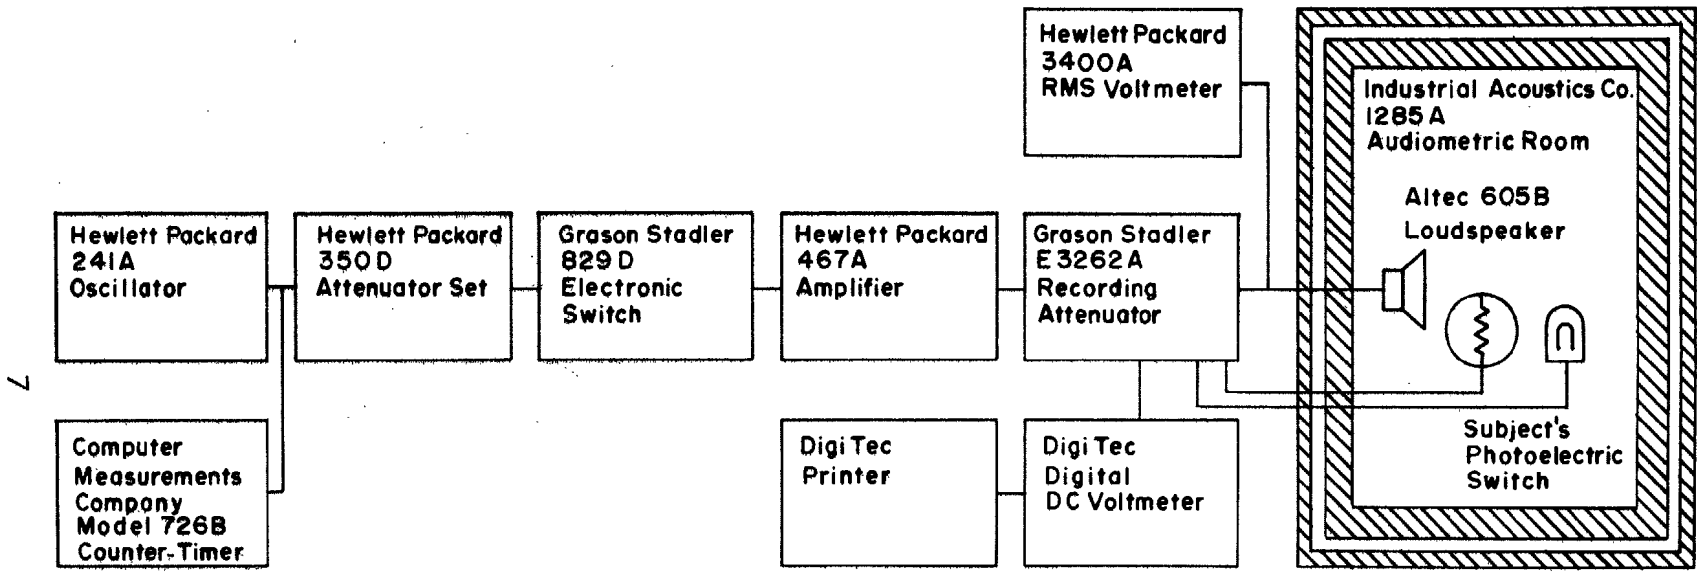 Hewlett Packard
3400A
RMS Voltmeter
Industrial Acoustics Co.
1285A
Audiometric Room
Altec 605B
Loudspeaker
Hewlett Packard
241A
Oscillator
Hewlett Packard
350D
Attenuator Set
Grason Stadler
829D
Electronic
Switch
Hewlett Packard
467A
Amplifier
Grason Stadler
E3262A
Recording
Attenuator
7
Computer
Measurements
Company
Model 726B
Counter-Timer
DigiTec
Printer
DigiTec
Digital
DC Voltmeter
Subject's
Photoelectric
Switch